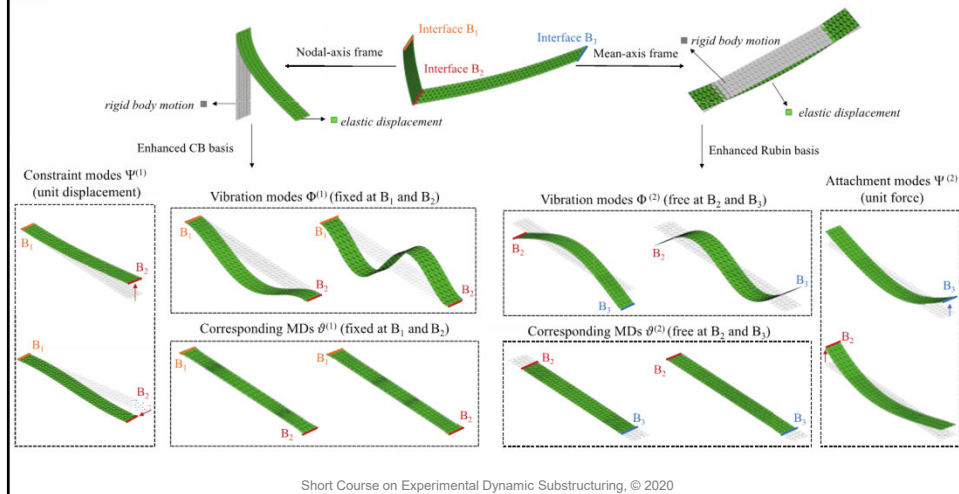 Interface B₁
Interface B₃
Nodal-axis frame
Mean-axis frame
rigid body motion
Interface B₂
rigid body motion
elastic displacement
elastic displacement
Enhanced CB basis
Enhanced Rubin basis
Constraint modes Ψ⁽¹⁾
(unit displacement)
Vibration modes Φ⁽¹⁾ (fixed at B₁ and B₂)
Vibration modes Φ⁽²⁾ (free at B₂ and B₃)
Attachment modes Ψ⁽²⁾
(unit force)
B₁
B₂
B₁
B₂
B₁
B₂
B₂
B₃
B₂
B₃
B₃
Corresponding MDs ϑ⁽¹⁾ (fixed at B₁ and B₂)
Corresponding MDs ϑ⁽²⁾ (free at B₂ and B₃)
B₁
B₂
B₁
B₂
B₁
B₂
B₂
B₃
B₂
B₃
B₂
Short Course on Experimental Dynamic Substructuring, © 2020